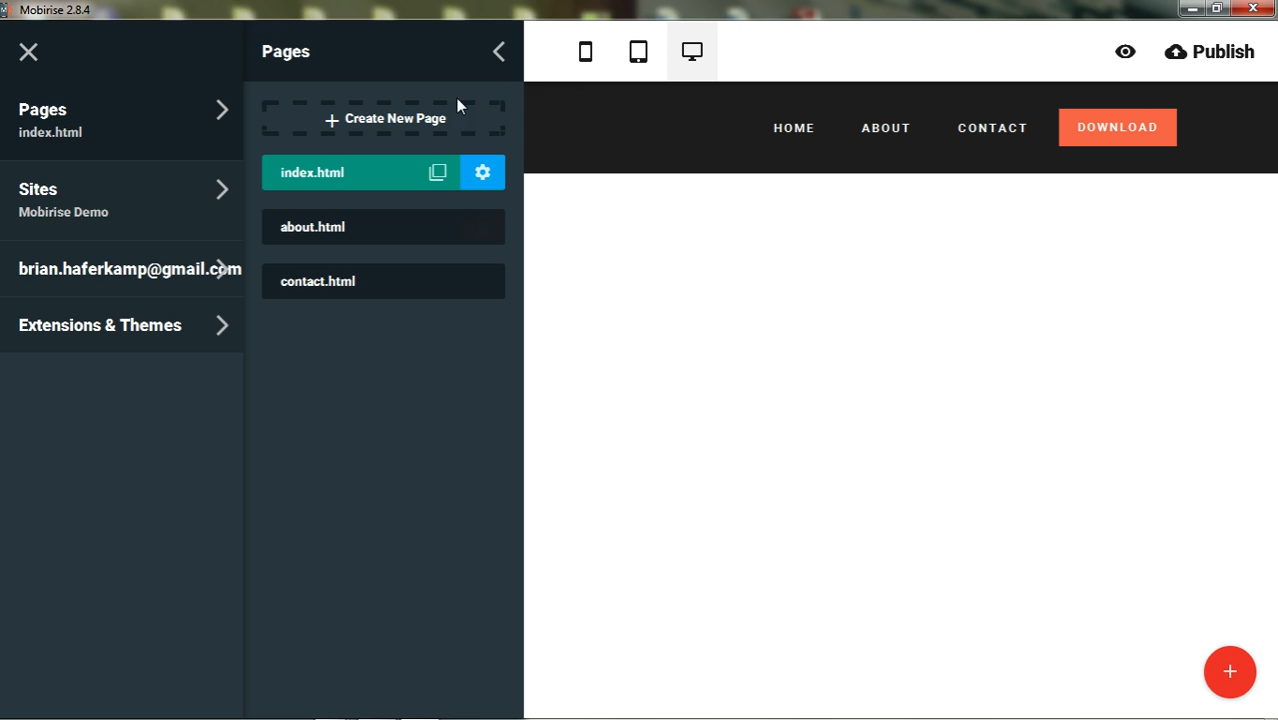 Mobirise 2.8.4
Pages
index.html
Sites
Mobirise Demo
brian.haferkamp@gmail.com
Extensions & Themes
Pages
+ Create New Page
index.html
about.html
contact.html
Publish
HOME ABOUT CONTACT DOWNLOAD